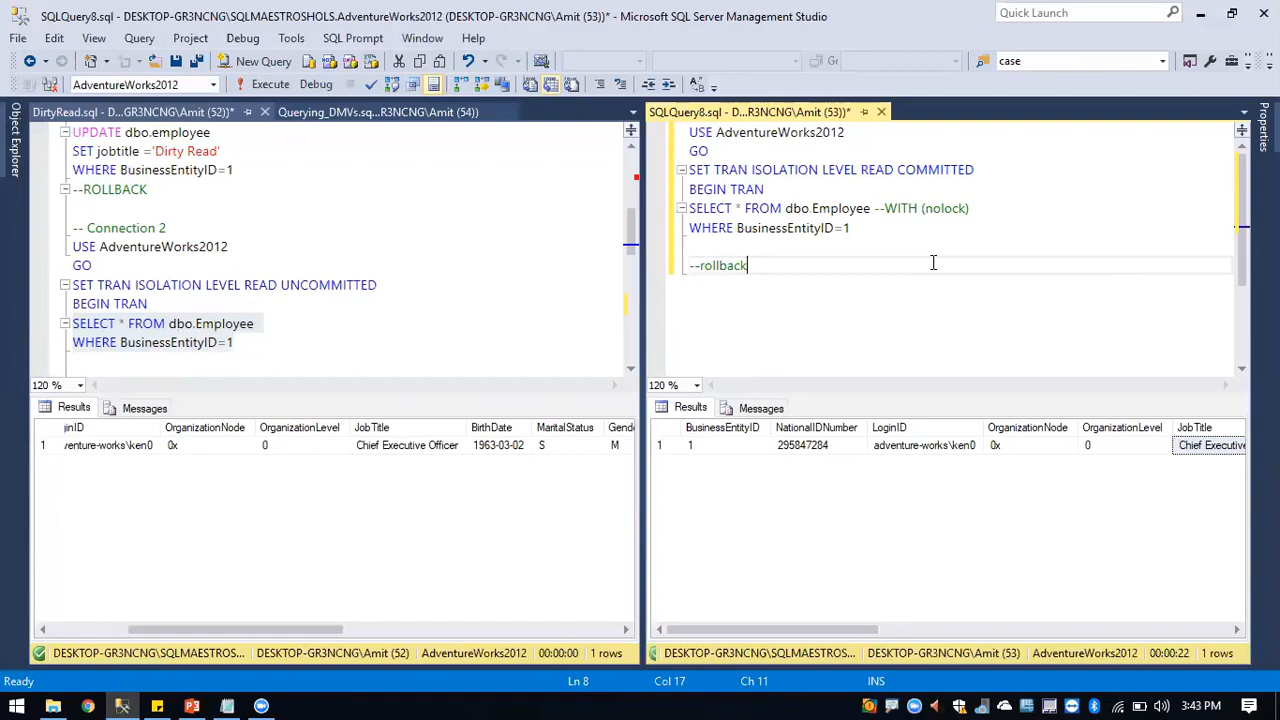 SQLQuery8.sql - DESKTOP-GR3NCNG\SQLMAESTROSHOLS.AdventureWorks2012 (DESKTOP-GR3NCNG\Amit (53))* - Microsoft SQL Server Management Studio
Quick Launch
File Edit View Query Project Debug Tools SQL Prompt Window Help
New Query
case
AdventureWorks2012
Execute Debug
Object Explorer
DirtyRead.sql - D...GR3NCNG\Amit (52))*
Querying_DMVs.sq...R3NCNG\Amit (54))
UPDATE dbo.employee
SET jobtitle ='Dirty Read'
WHERE BusinessEntityID=1
--ROLLBACK
-- Connection 2
USE AdventureWorks2012
GO
SET TRAN ISOLATION LEVEL READ UNCOMMITTED
BEGIN TRAN
SELECT * FROM dbo.Employee
WHERE BusinessEntityID=1
120 %
Results Messages
OrganizationNode OrganizationLevel JobTitle BirthDate MaritalStatus
1 0x 0 Chief Executive Officer 1963-03-02 S M
DESKTOP-GR3NCNG\SQLMAESTROS... DESKTOP-GR3NCNG\Amit (52) AdventureWorks2012 00:00:00 1 rows
SQLQuery8.sql - D...R3NCNG\Amit (53))*
USE AdventureWorks2012
GO
SET TRAN ISOLATION LEVEL READ COMMITTED
BEGIN TRAN
SELECT * FROM dbo.Employee --WITH (nolock)
WHERE BusinessEntityID=1
--rollback
120 %
Results Messages
BusinessEntityID NationalIDNumber LoginID OrganizationNode OrganizationLevel JobTitle
1 1 295847284 adventure-works\ken0 0x 0 Chief Executive
DESKTOP-GR3NCNG\SQLMAESTROS... DESKTOP-GR3NCNG\Amit (53) AdventureWorks2012 00:00:22 1 rows
Properties
Ready Ln 8 Col 17 Ch 11 INS
3:43 PM